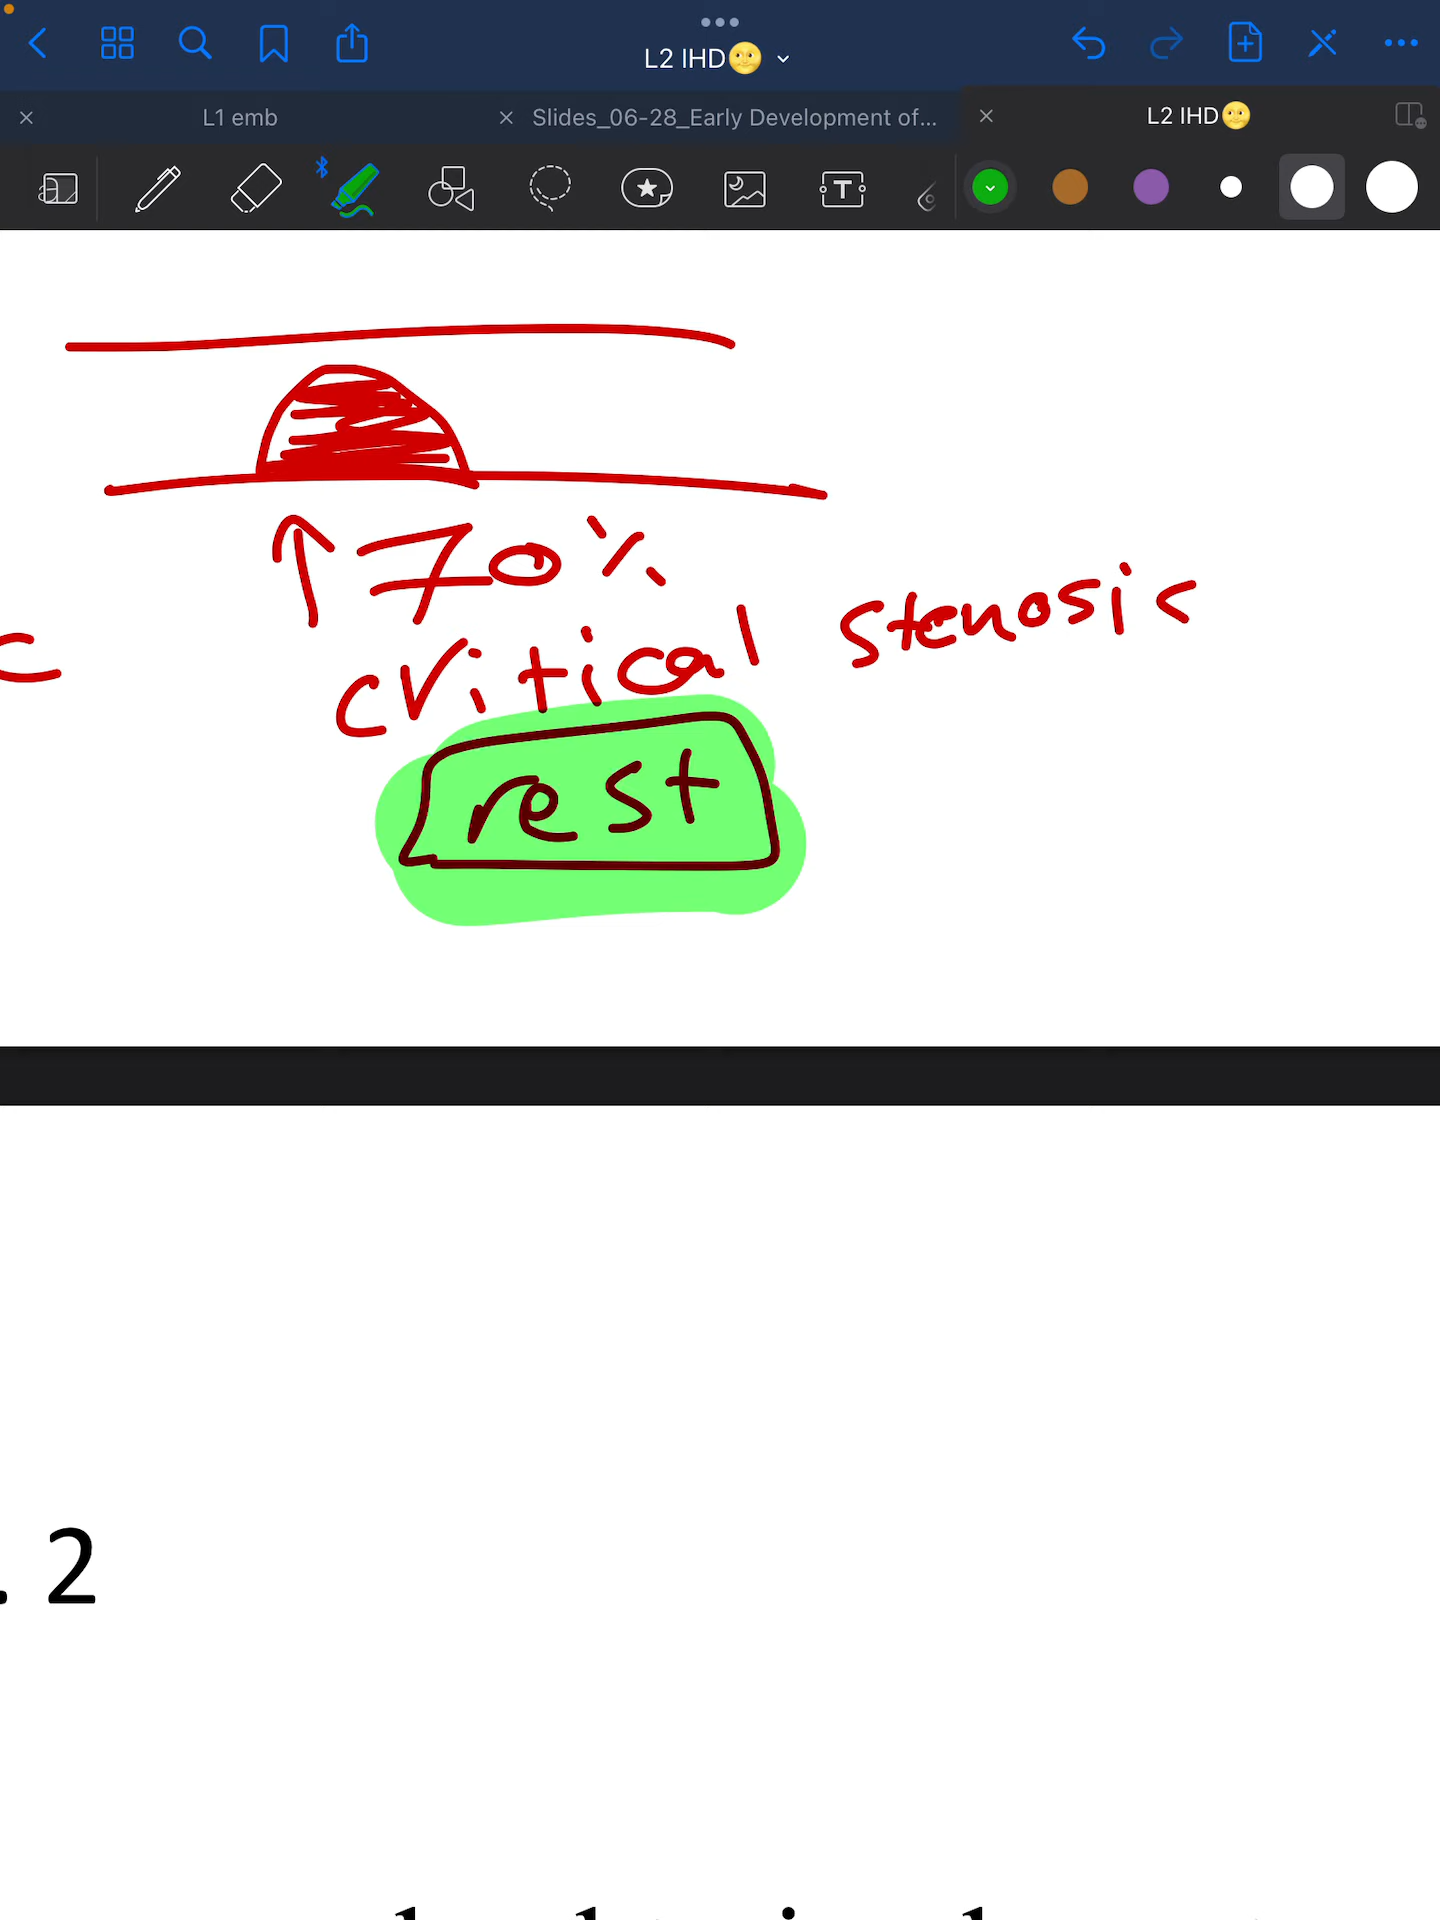 L2 IHD🌝
L1 emb
Slides_06-28_Early Development of...
L2 IHD🌝
↑ 70%
critical stenosis
rest
. 2